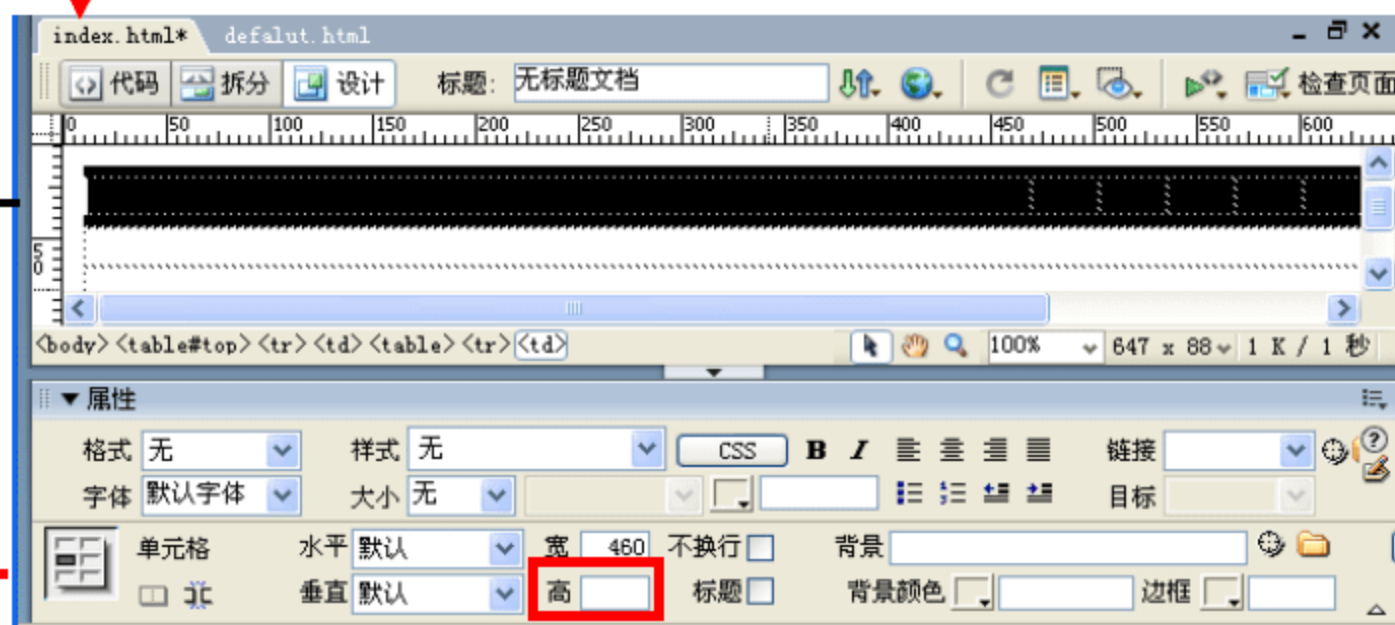 index.html* defalut.html
代码 拆分 设计 标题: 无标题文档 检查页面
0 50 100 150 200 250 300 350 400 450 500 550 600
50
<body> <table#top> <tr> <td> <table> <tr> <td> 100% 647 x 88 1 K / 1 秒
属性
格式 无 样式 无 CSS B I 链接
字体 默认字体 大小 无 目标
单元格 水平 默认 宽 460 不换行 背景
垂直 默认 高 标题 背景颜色 边框